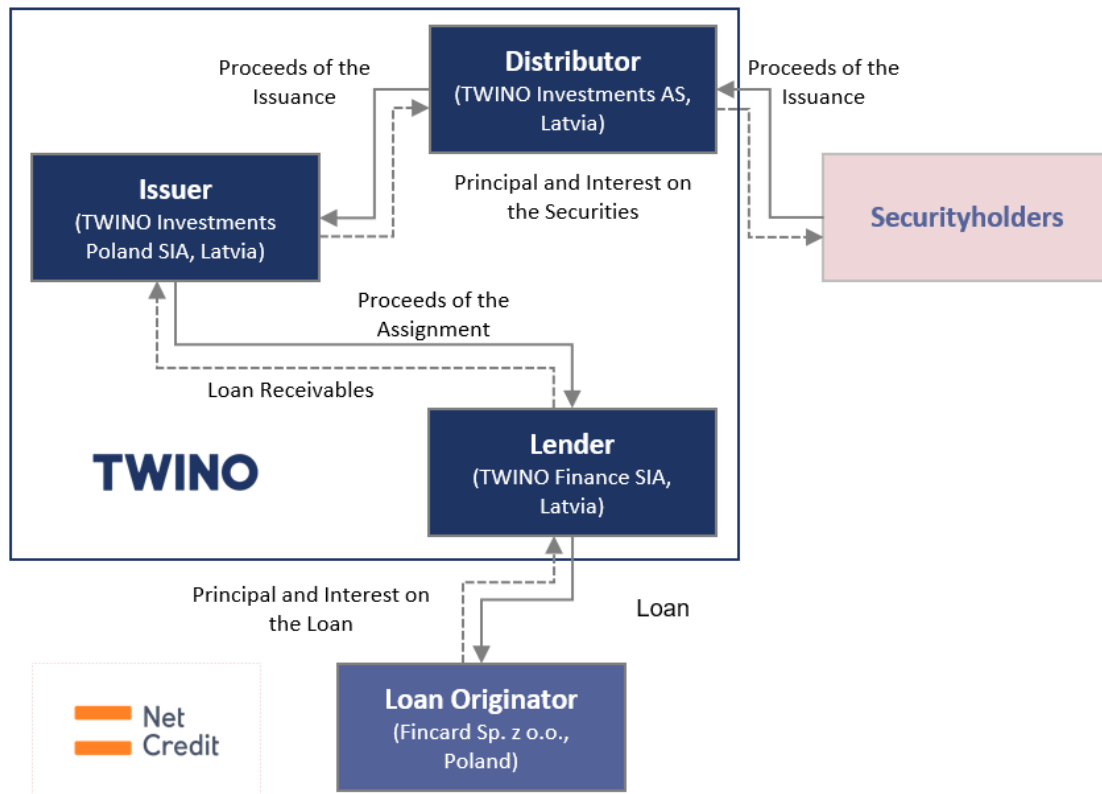 Distributor
(TWINO Investments AS,
Latvia)
Proceeds of the
Issuance
Proceeds of the
Issuance
Issuer
(TWINO Investments
Poland SIA, Latvia)
Principal and Interest on
the Securities
Securityholders
Proceeds of the
Assignment
Loan Receivables
TWINO
Lender
(TWINO Finance SIA,
Latvia)
Principal and Interest on
the Loan
Loan
Net
Credit
Loan Originator
(Fincard Sp. z o.o.,
Poland)